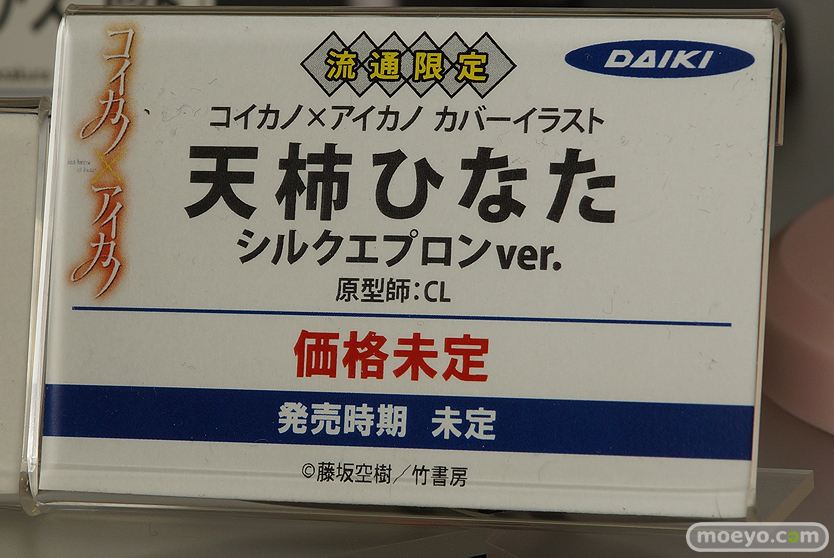 流通限定
DAIKI
コイカノ×アイカノ
コイカノ×アイカノ カバーイラスト
天柿ひなた
シルクエプロンver.
原型師:CL
価格未定
発売時期 未定
©藤坂空樹／竹書房
moeyo.com